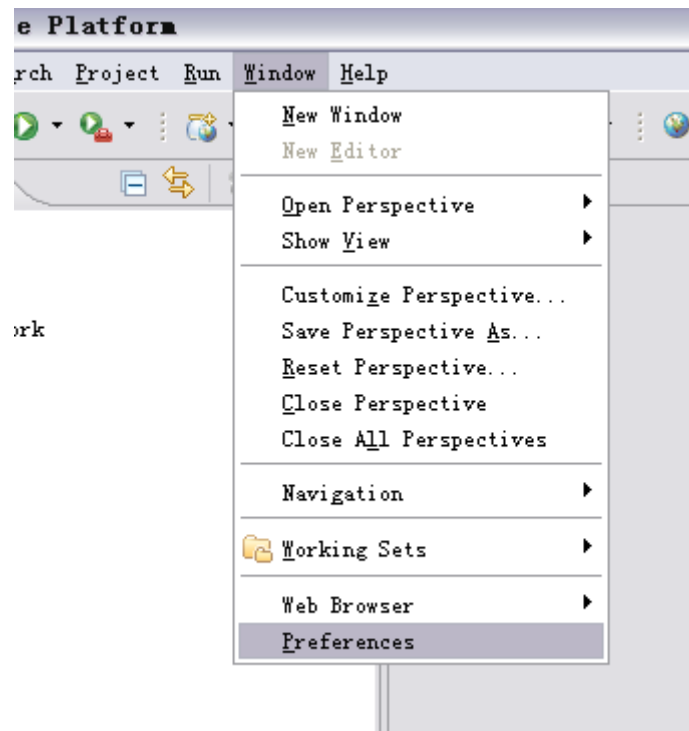 e Platform
rch Project Run Window Help
New Window
New Editor
Open Perspective
Show View
Customize Perspective...
ork
Save Perspective As...
Reset Perspective...
Close Perspective
Close All Perspectives
Navigation
Working Sets
Web Browser
Preferences